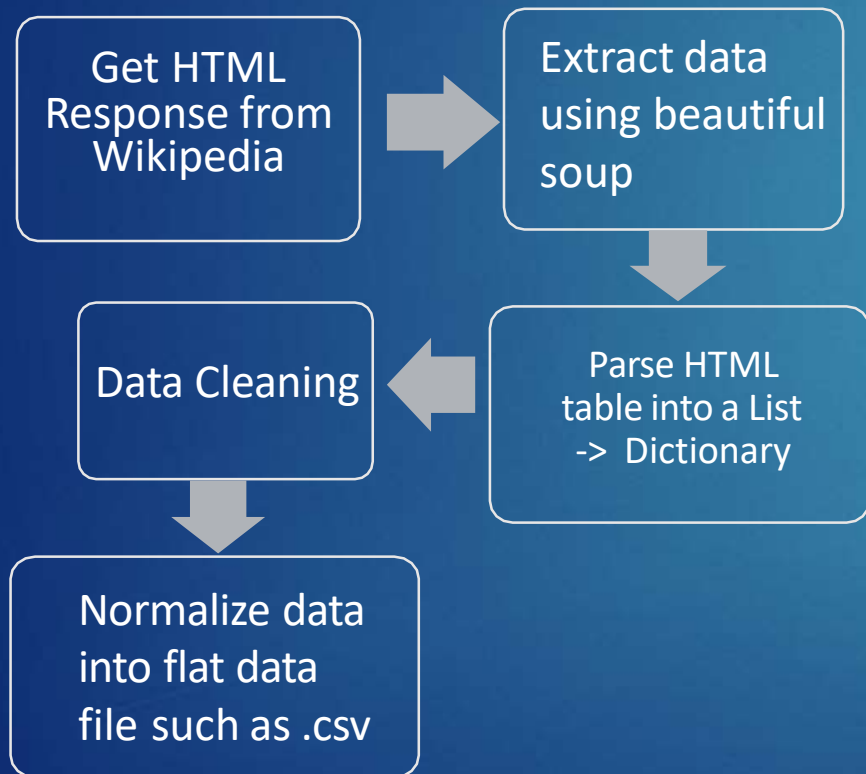 Get HTML
Response from
Wikipedia
Extract data
using beautiful
soup
Parse HTML
table into a List
-> Dictionary
Data Cleaning
Normalize data
into flat data
file such as .csv